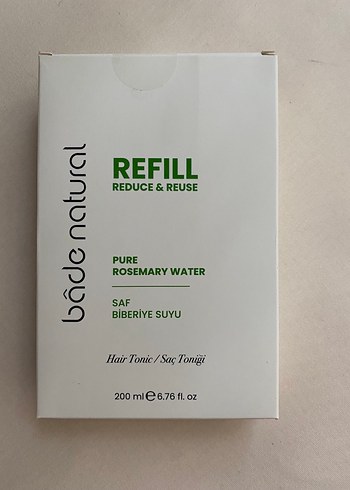 bâde natural
REFILL
REDUCE & REUSE
PURE
ROSEMARY WATER
SAF
BİBERİYE SUYU
Hair Tonic / Saç Toniği
200 ml ℮ 6.76 fl. oz